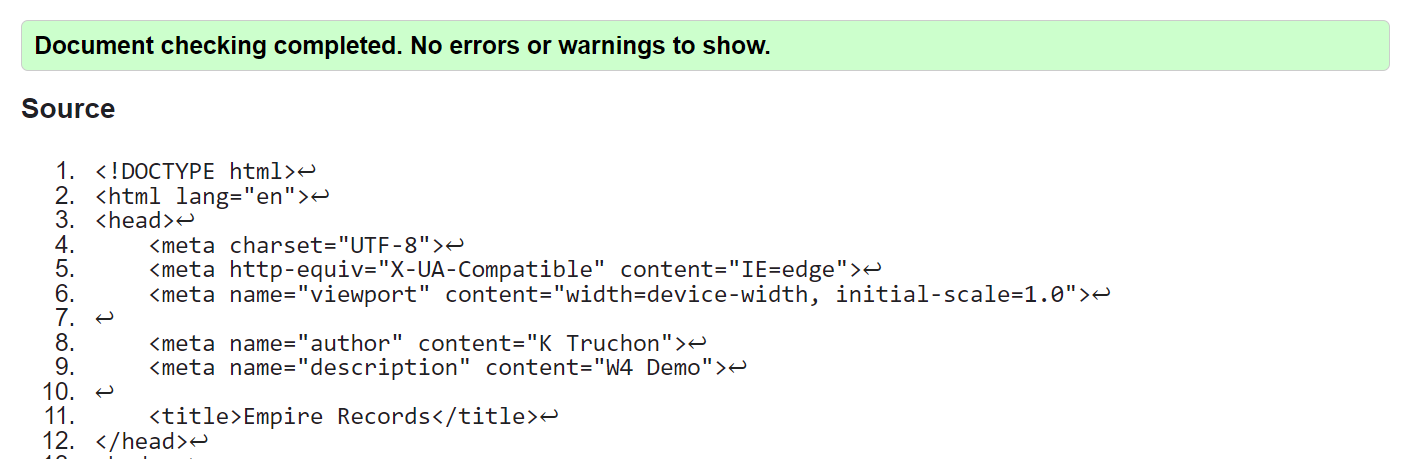 Document checking completed. No errors or warnings to show.
Source
1. <!DOCTYPE html>↩
2. <html lang="en">↩
3. <head>↩
4.     <meta charset="UTF-8">↩
5.     <meta http-equiv="X-UA-Compatible" content="IE=edge">↩
6.     <meta name="viewport" content="width=device-width, initial-scale=1.0">↩
7. ↩
8.     <meta name="author" content="K Truchon">↩
9.     <meta name="description" content="W4 Demo">↩
10. ↩
11.     <title>Empire Records</title>↩
12. </head>↩